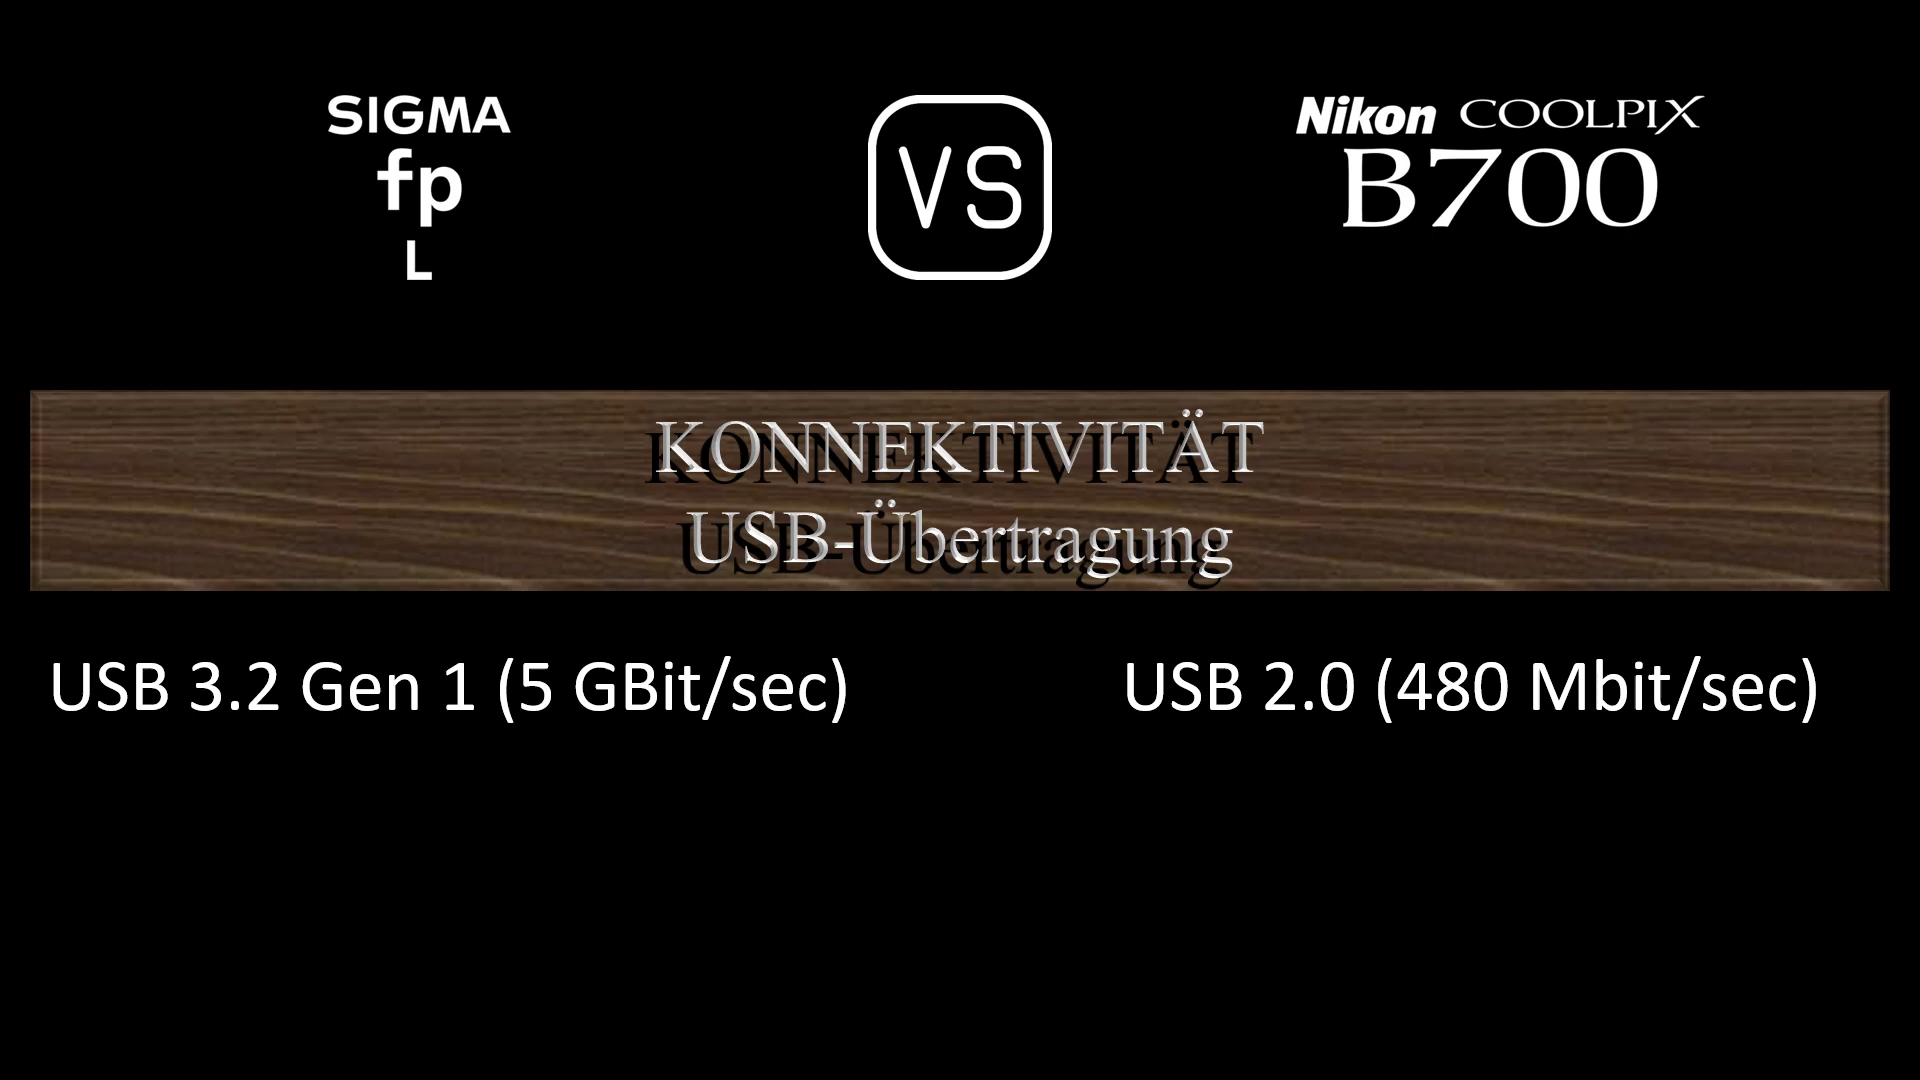 SIGMA
fp
L
VS
Nikon COOLPIX
B700
KONNEKTIVITÄT
USB-Übertragung
USB 3.2 Gen 1 (5 GBit/sec)
USB 2.0 (480 Mbit/sec)